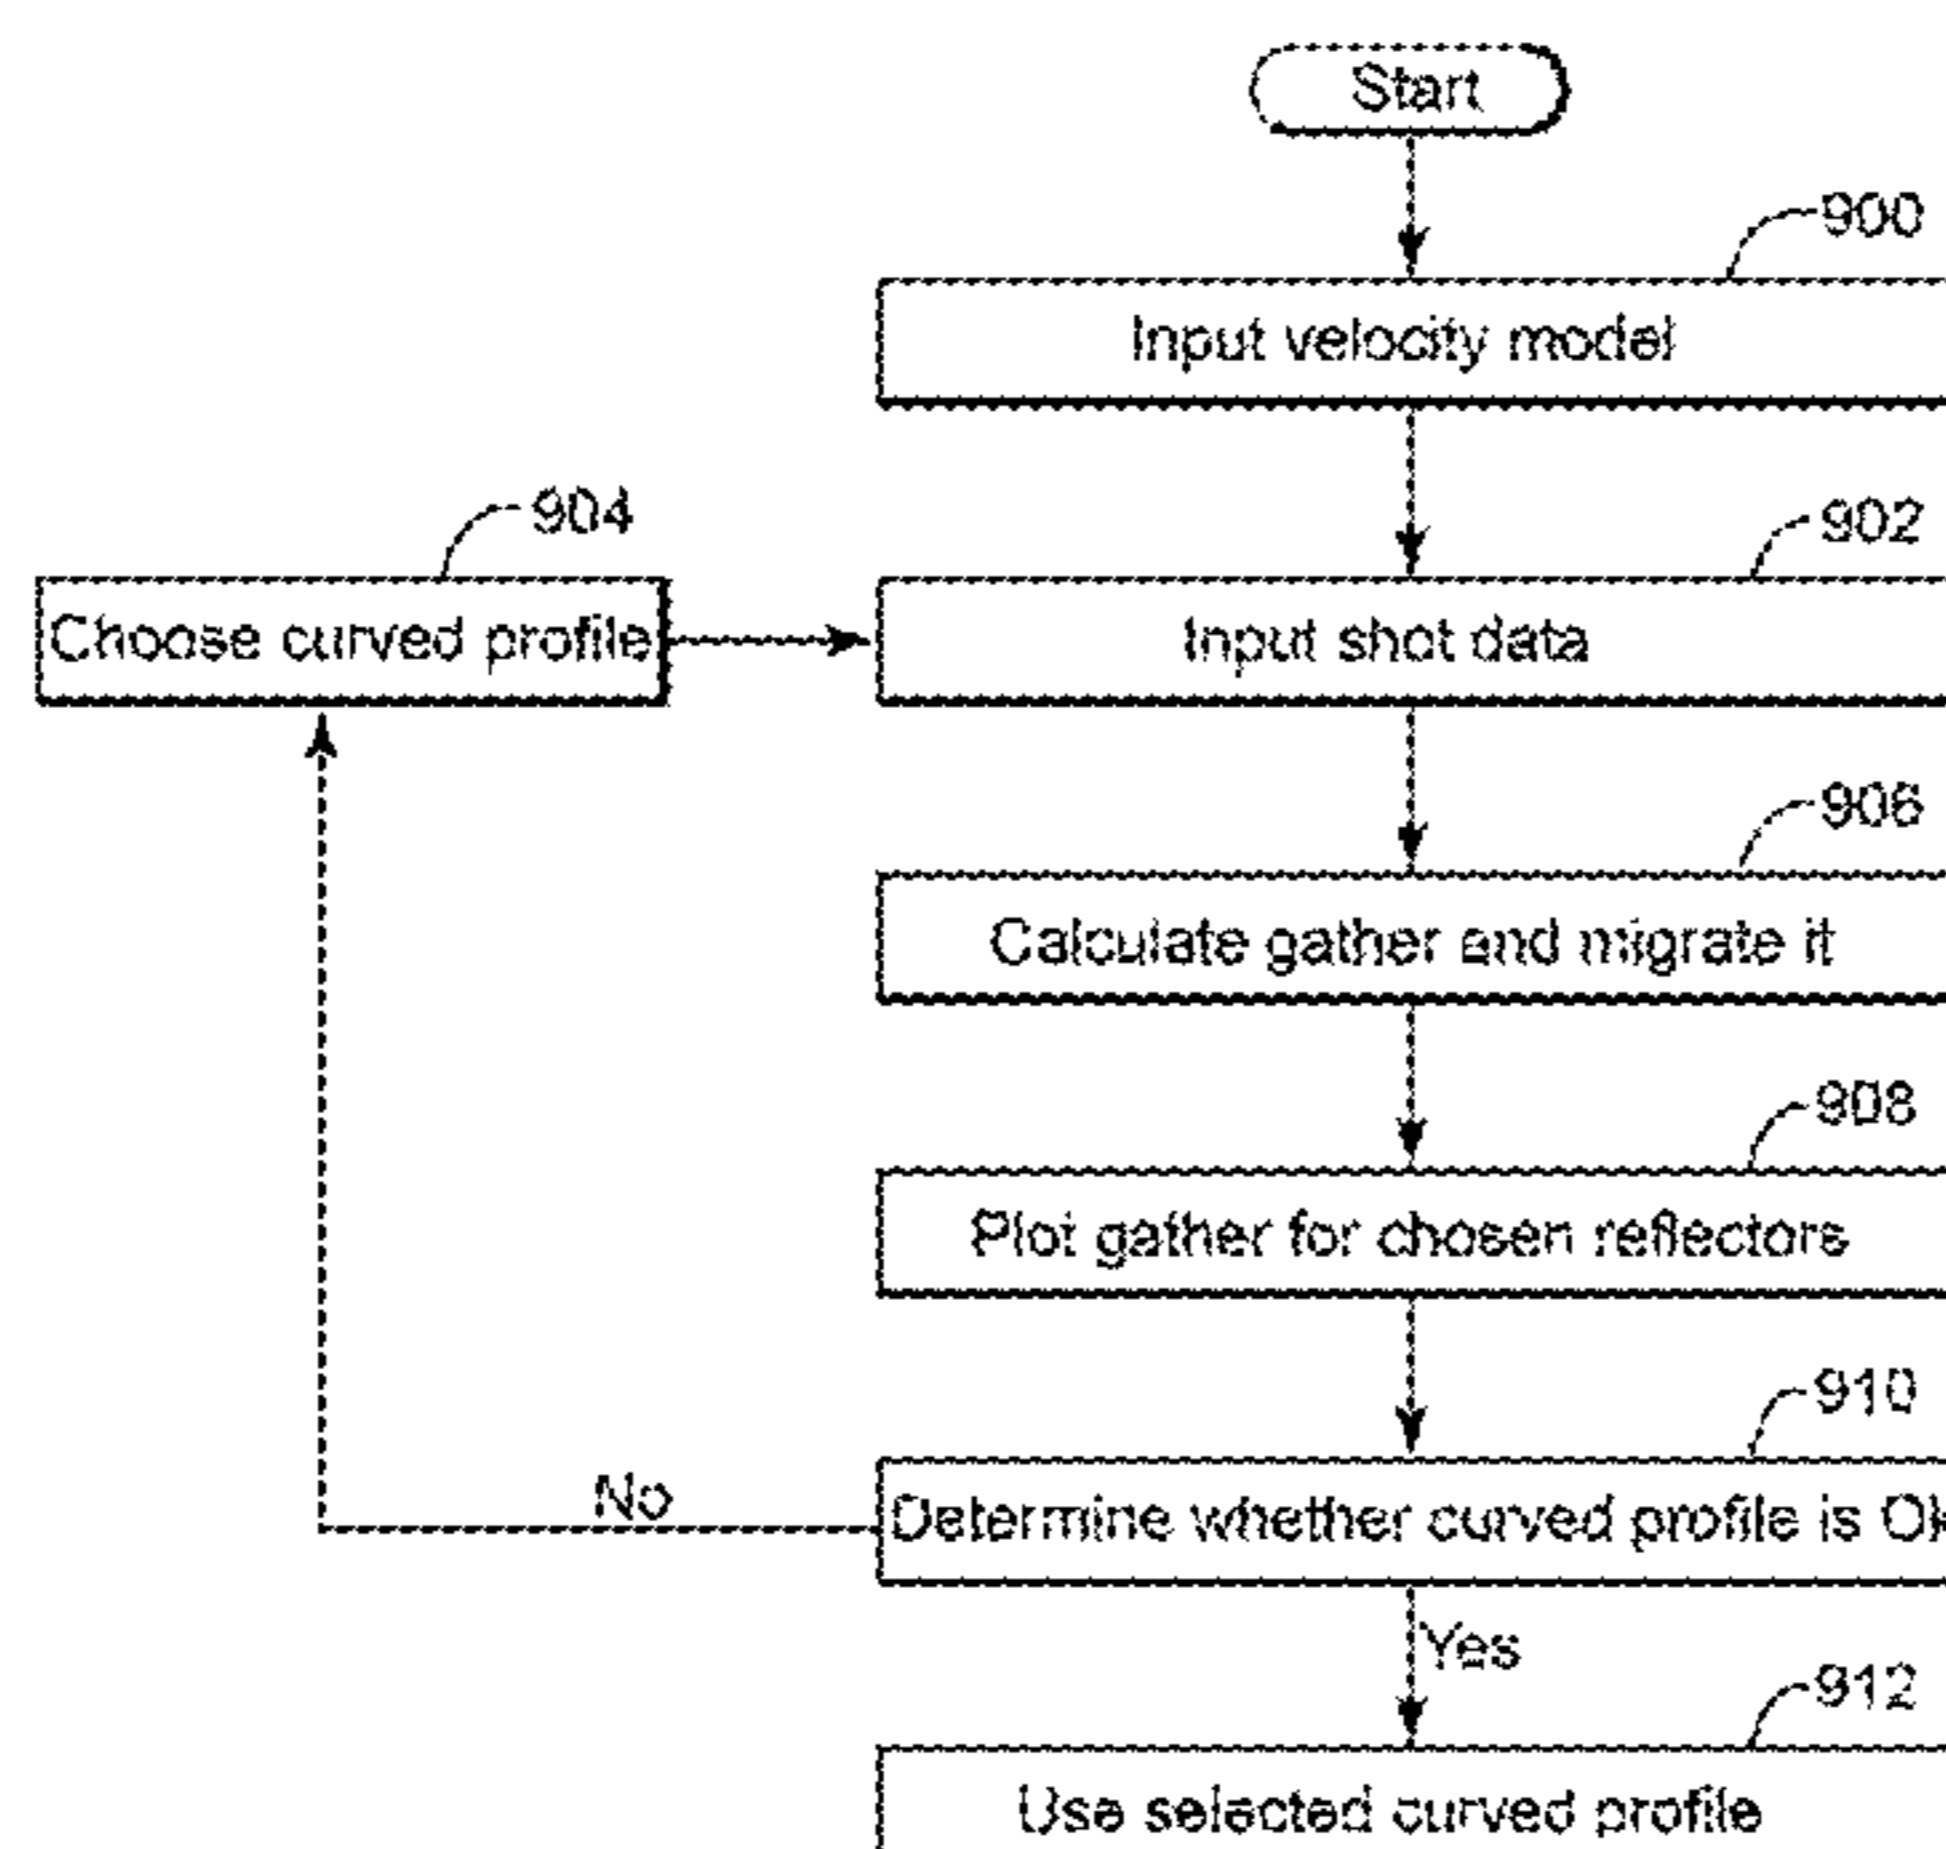 Start
900
Input velocity model
904
902
Choose curved profile
Input shot data
906
Calculate gather and migrate it
908
Plot gather for chosen reflectors
910
No
Determine whether curved profile is Ok
Yes
912
Use selected curved profile